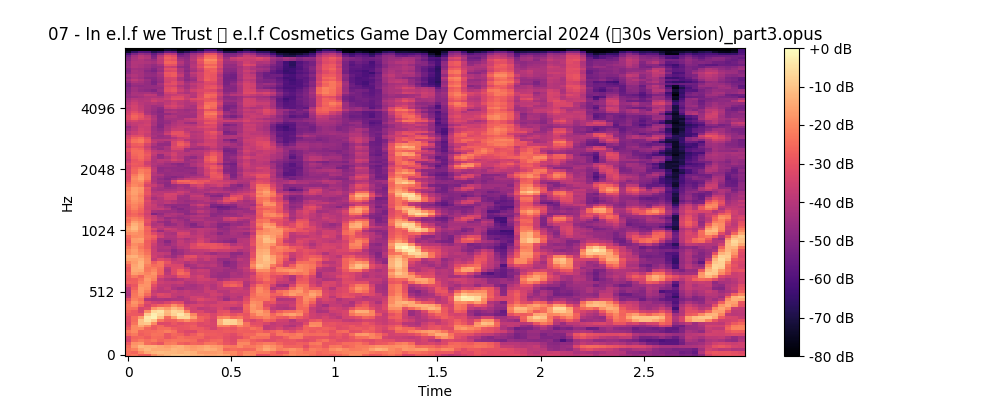 07 - In e.l.f we Trust ▯ e.l.f Cosmetics Game Day Commercial 2024 (▯30s Version)_part3.opus
+0 dB
-10 dB
-20 dB
-30 dB
-40 dB
-50 dB
-60 dB
-70 dB
-80 dB
4096
2048
1024
512
0
Hz
0
0.5
1
1.5
2
2.5
Time